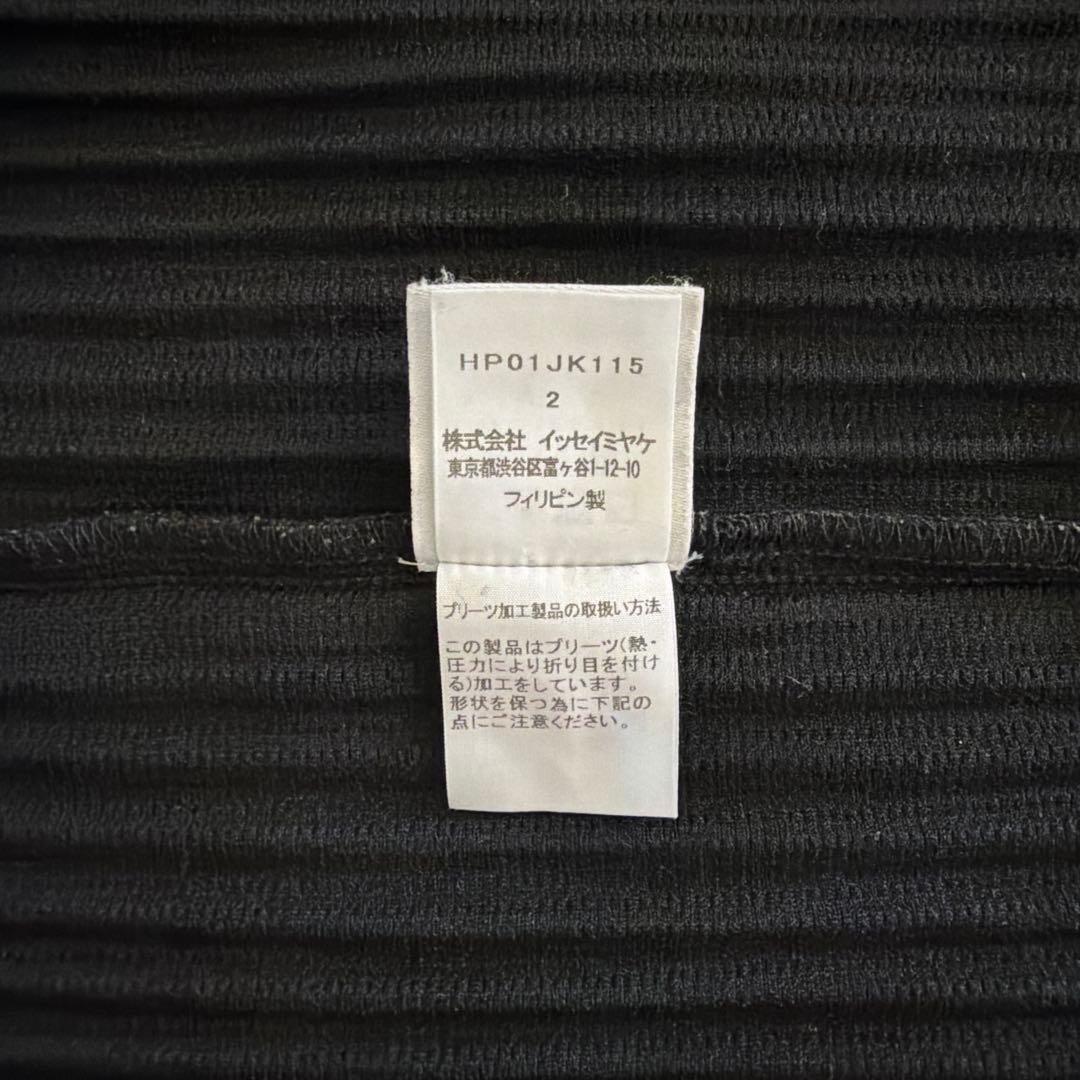 HP01JK115
2
株式会社 イッセイミヤケ
東京都渋谷区富ヶ谷1-12-10
フィリピン製
プリーツ加工製品の取扱い方法
この製品はプリーツ(熱・
圧力により折り目を付け
る)加工をしています。
形状を保つ為に下記の
点にご注意ください。